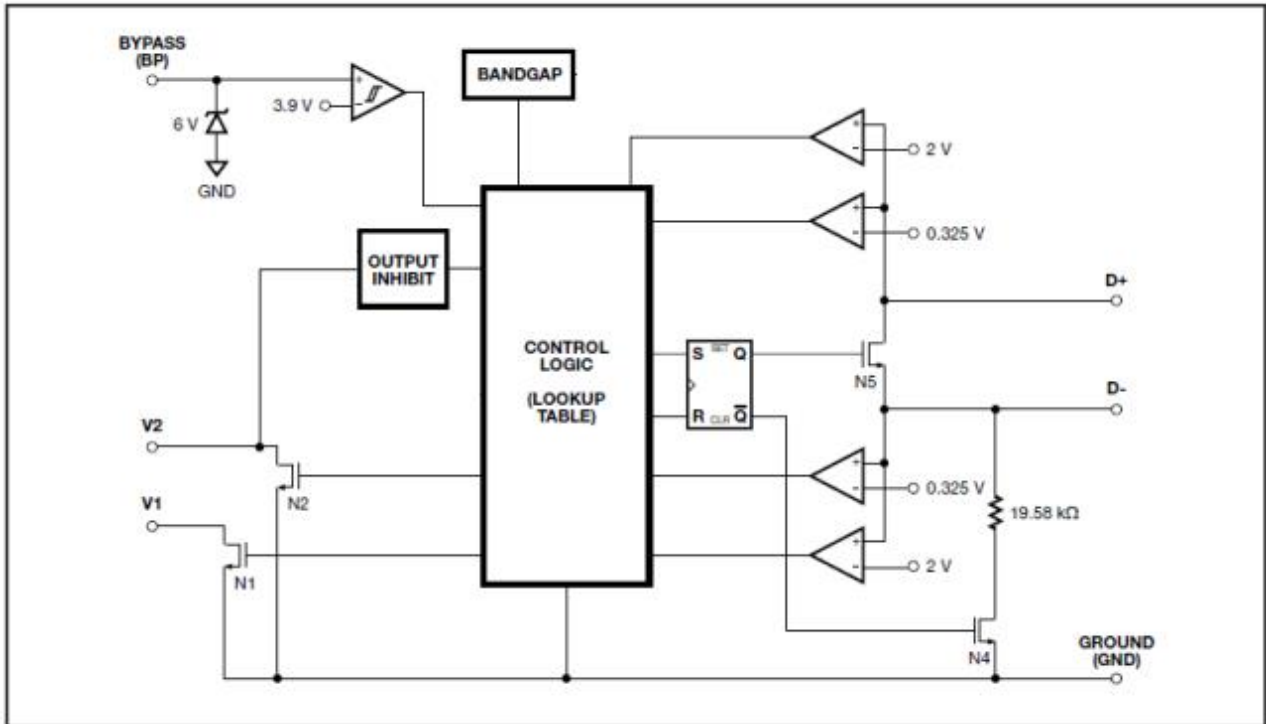 BYPASS
(BP)
3.9 V
6 V
GND
BANDGAP
2 V
0.325 V
OUTPUT
INHIBIT
D+
CONTROL
LOGIC
(LOOKUP
TABLE)
S SET Q
R CLR Q̅
N5
D-
V2
N2
V1
N1
0.325 V
19.58 kΩ
2 V
N4
GROUND
(GND)